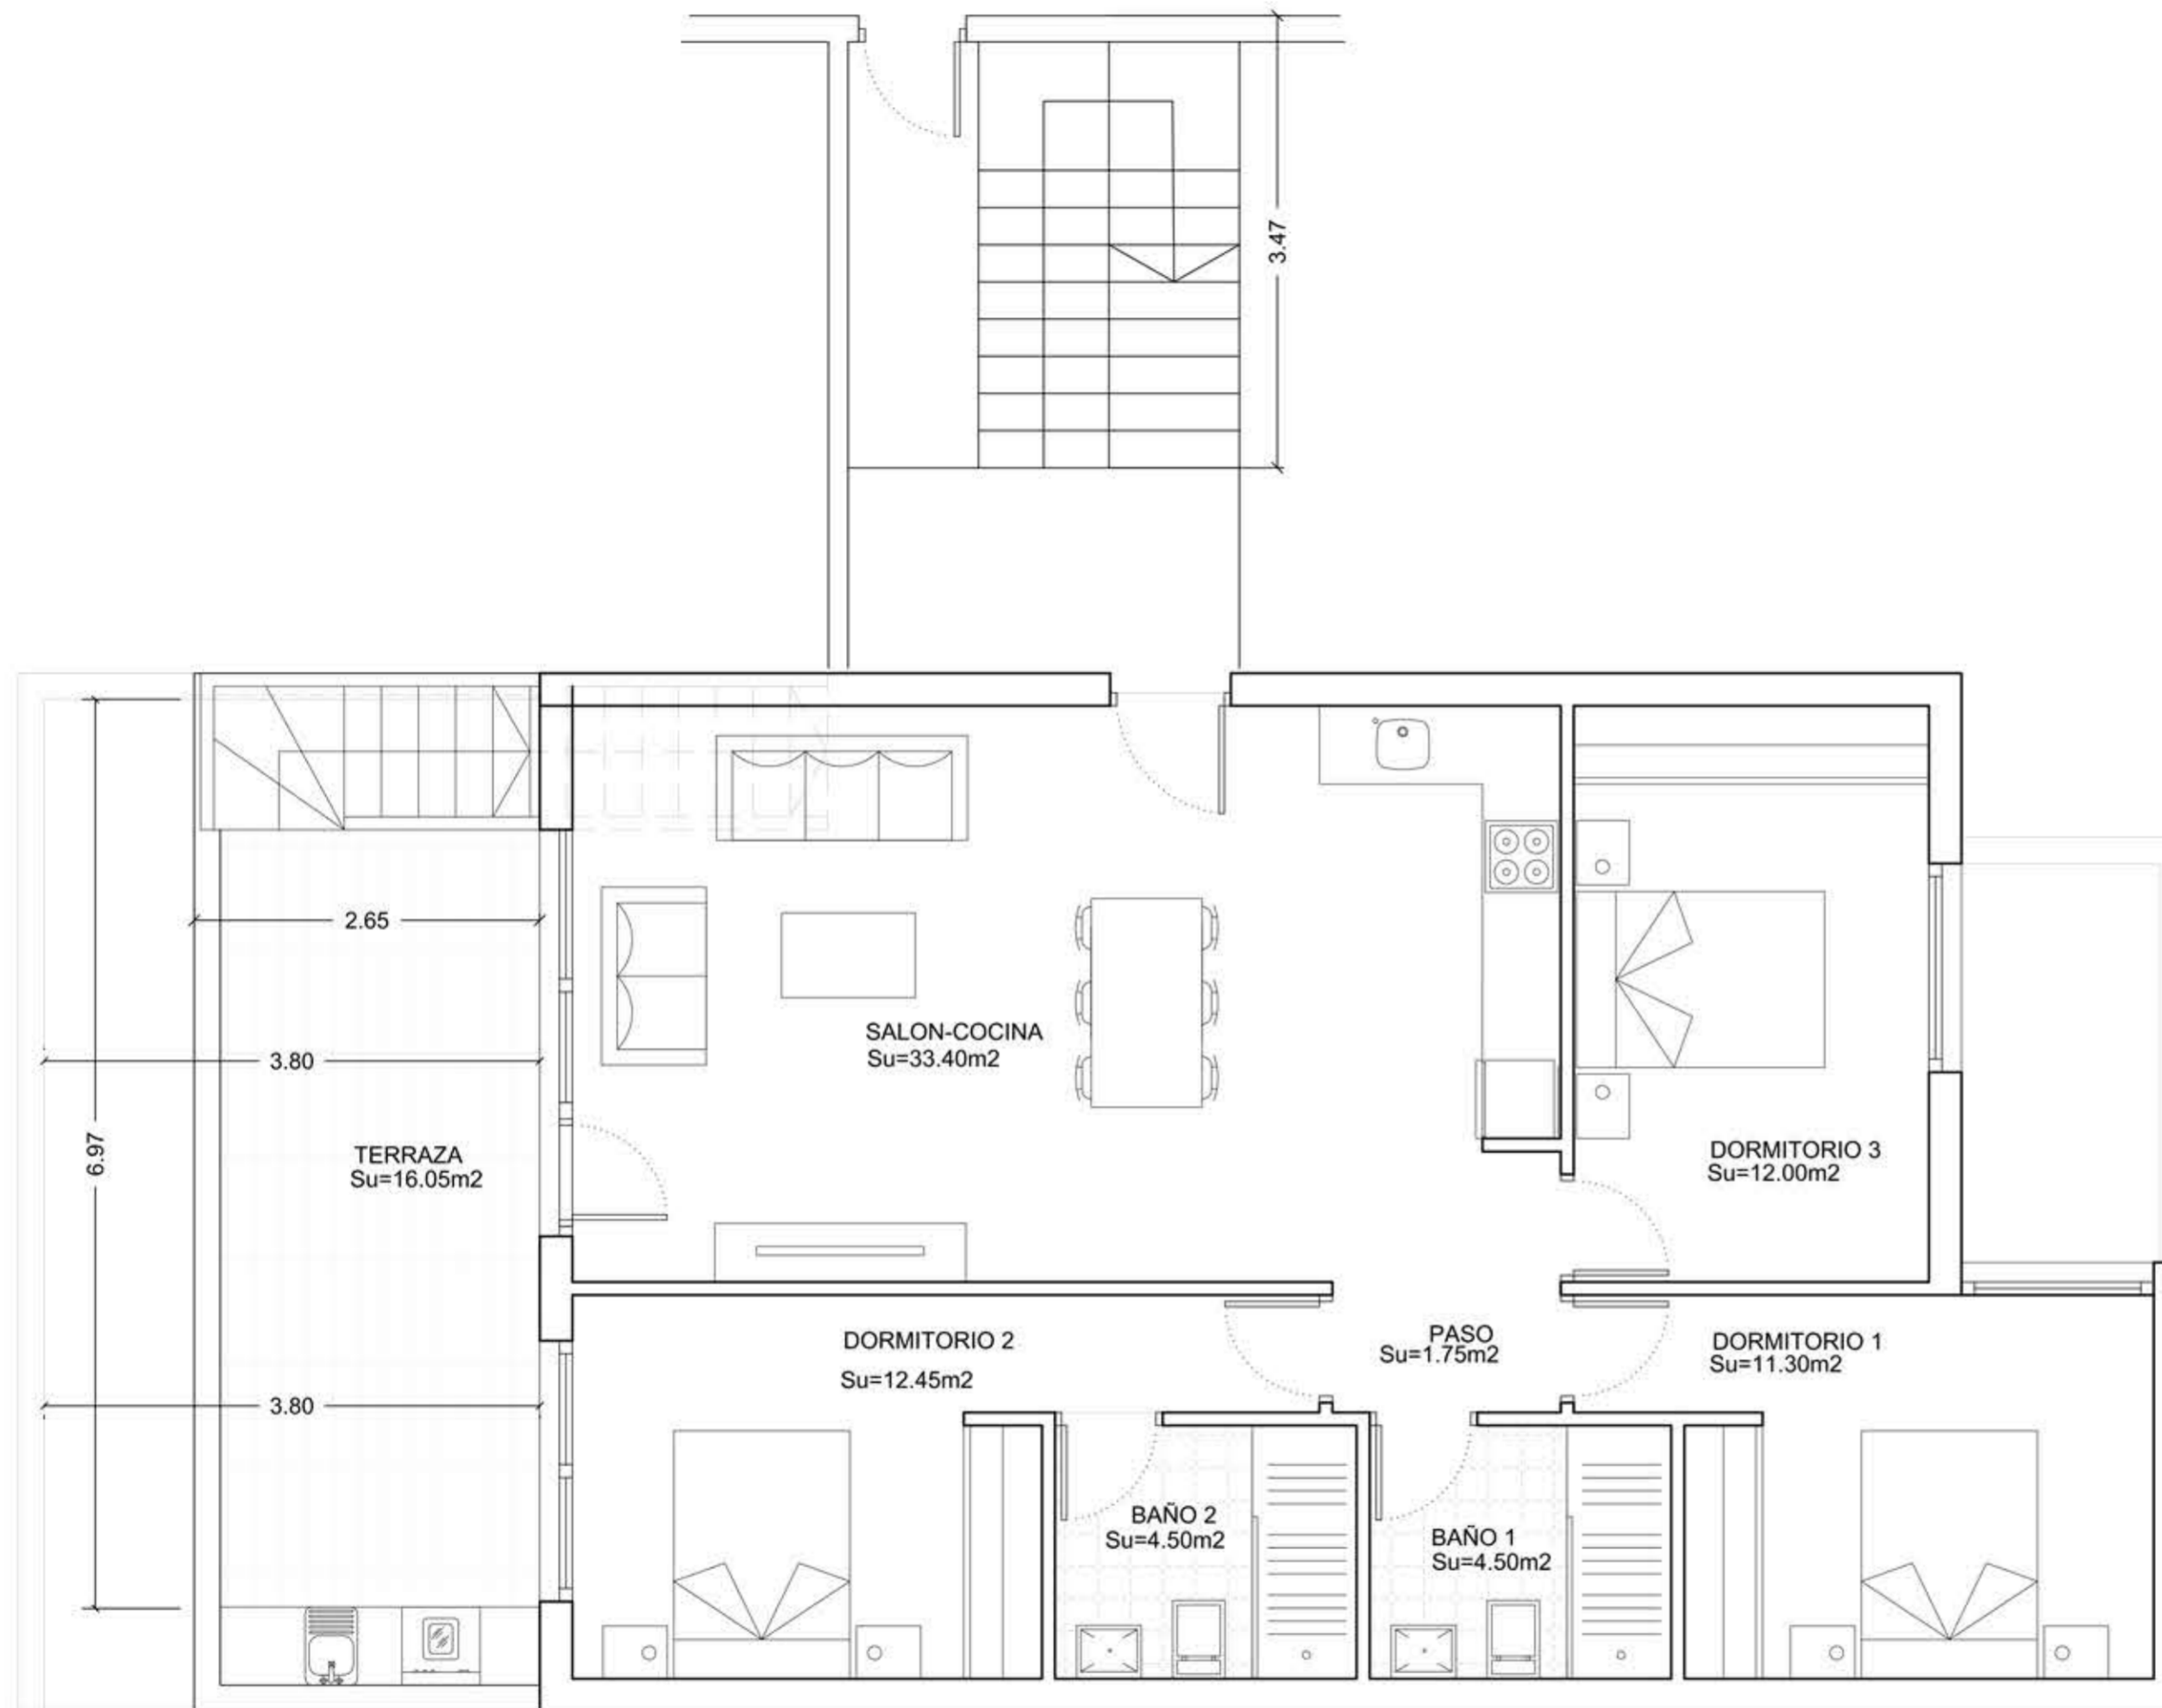 3.47
2.65
3.80
6.97
TERRAZA
Su=16.05m2
3.80
SALON-COCINA
Su=33.40m2
DORMITORIO 3
Su=12.00m2
DORMITORIO 2
Su=12.45m2
PASO
Su=1.75m2
DORMITORIO 1
Su=11.30m2
BAÑO 2
Su=4.50m2
BAÑO 1
Su=4.50m2